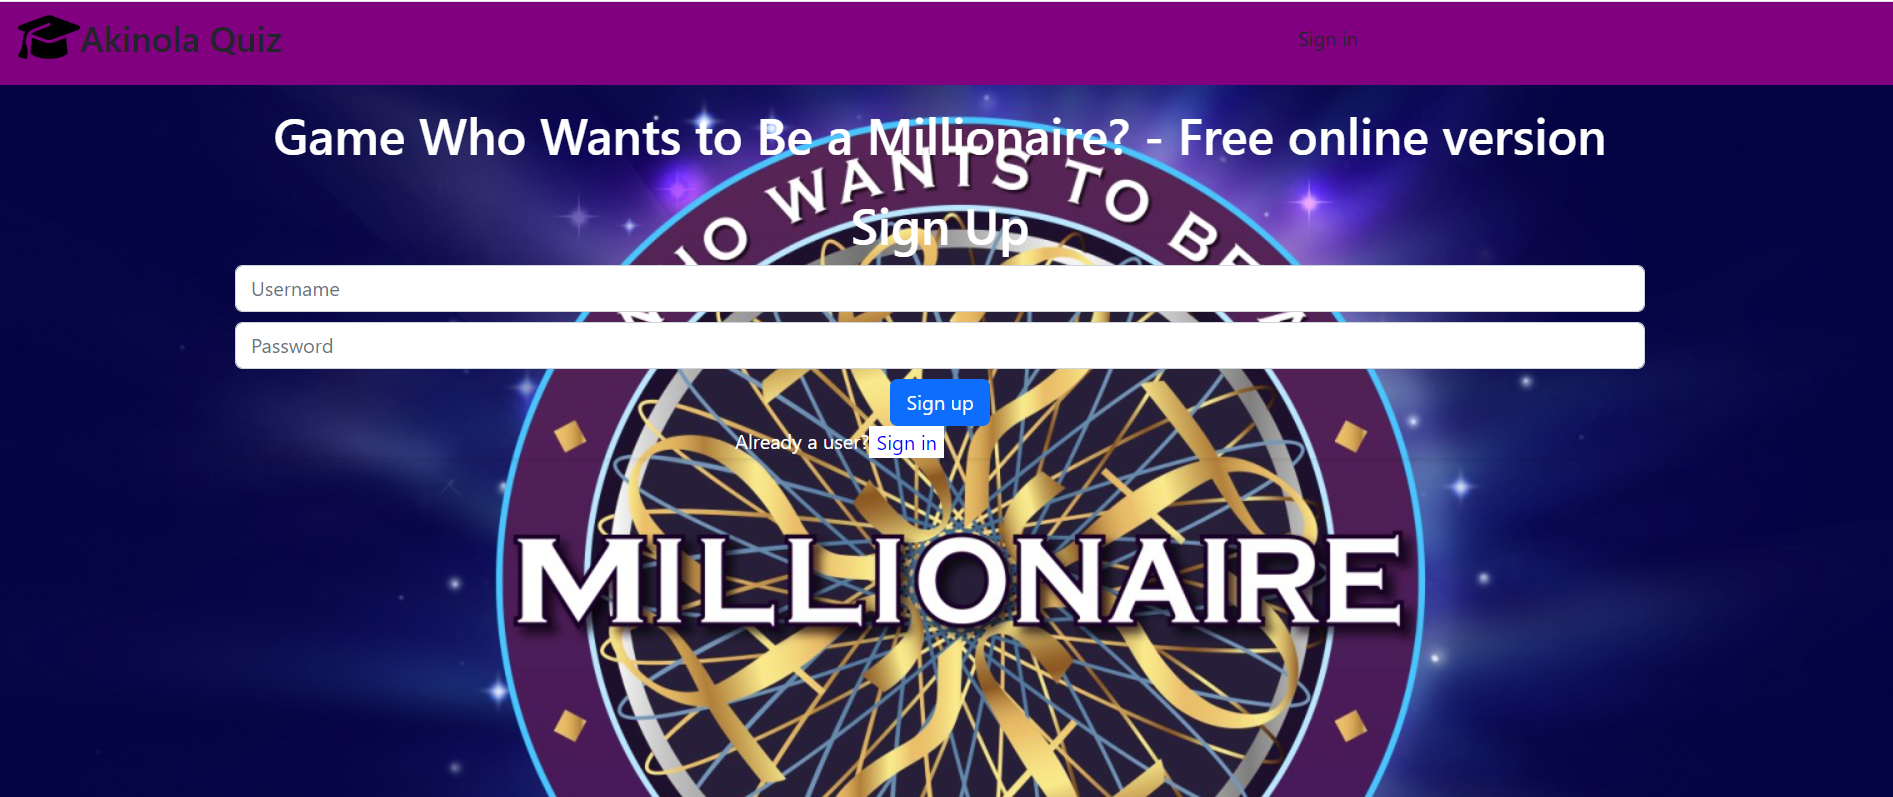 Akinola Quiz
Sign in
Game Who Wants to Be a Millionaire? - Free online version
WANTS TO BE A
Sign Up
Username
Password
Sign up
Already a user? Sign in
MILLIONAIRE